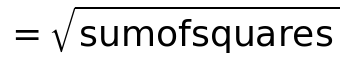 = √sumofsquares